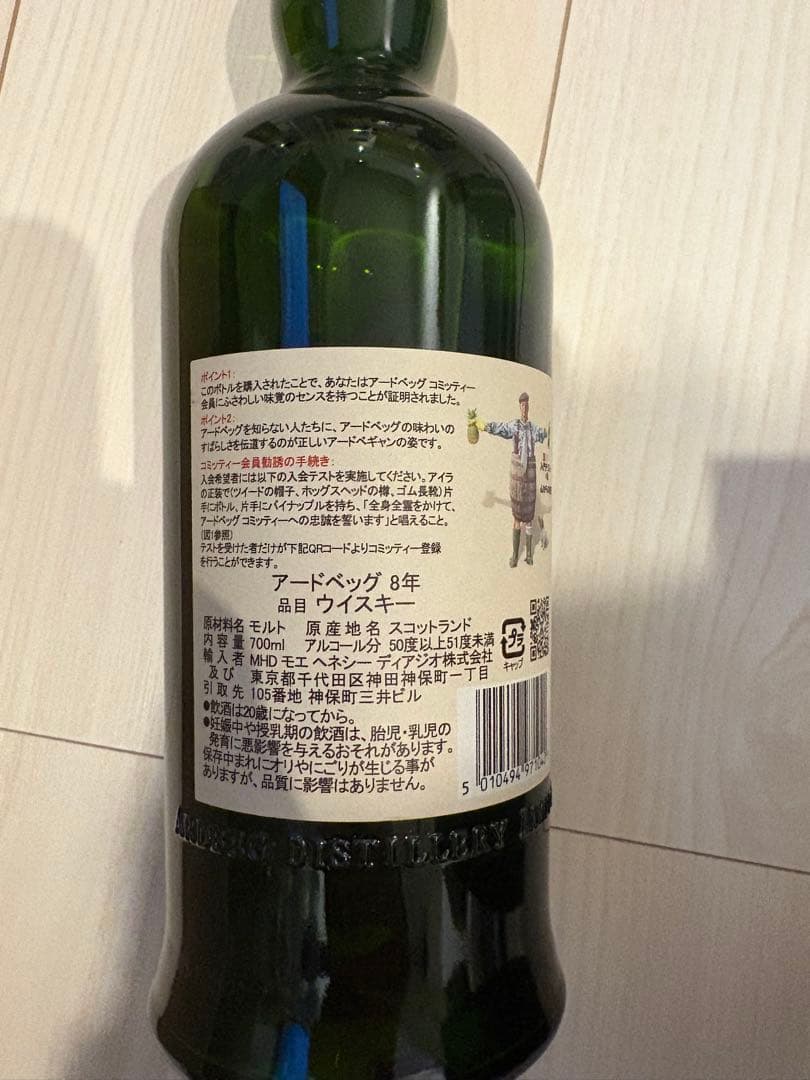 ポイント1:
このボトルを購入されたことで、あなたはアードベッグ コミッティー
会員にふさわしい味覚のセンスを持つことが証明されました。
ポイント2:
アードベッグを知らない人たちに、アードベッグの味わいの
すばらしさを伝道するのが正しいアードベギャンの姿です。
コミッティー会員勧誘の手続き:
入会希望者には以下の入会テストを実施してください。アイラ
の正装で(ツイードの帽子、ホッグスヘッドの樽、ゴム長靴)片
手にボトル、片手にパイナップルを持ち、「全身全霊をかけて、
アードベッグ コミッティーへの忠誠を誓います」と唱えること。
(図1参照)
テストを受けた者だけが下記QRコードよりコミッティー登録
を行うことができます。
アードベッグ 8年
品目 ウイスキー
原材料名 モルト 原産地名 スコットランド
内容量 700ml アルコール分 50度以上51度未満
輸入者 MHD モエ ヘネシー ディアジオ株式会社
及び 東京都千代田区神田神保町一丁目
引取先 105番地 神保町三井ビル
プラ
キャップ
●飲酒は20歳になってから。
●妊娠中や授乳期の飲酒は、胎児・乳児の
発育に悪影響を与えるおそれがあります。
保存中まれにオリやにごりが生じる事が
ありますが、品質に影響はありません。
5 010494 97104
ARDBEG DISTILLERY